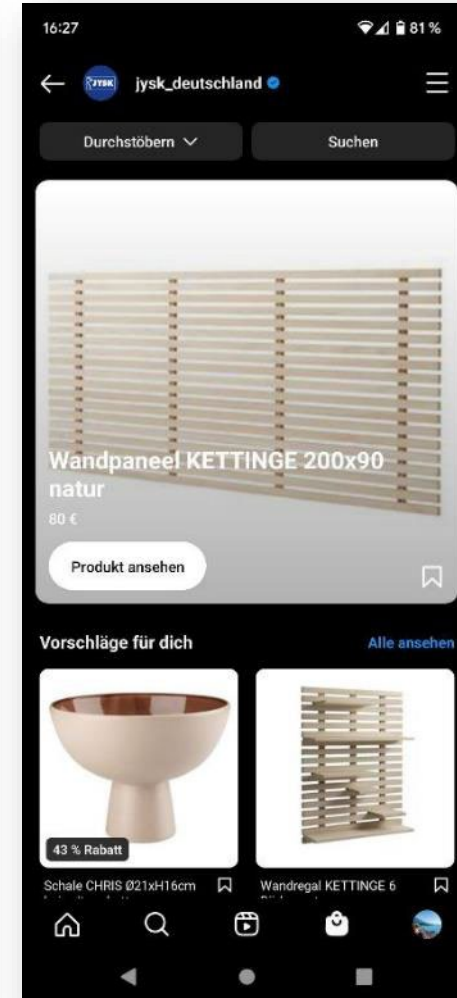 16:27
81 %
JYSK
jysk_deutschland
Durchstöbern
Suchen
Wandpaneel KETTINGE 200x90
natur
80 €
Produkt ansehen
Vorschläge für dich
Alle ansehen
43 % Rabatt
Schale CHRIS Ø21xH16cm
Wandregal KETTINGE 6